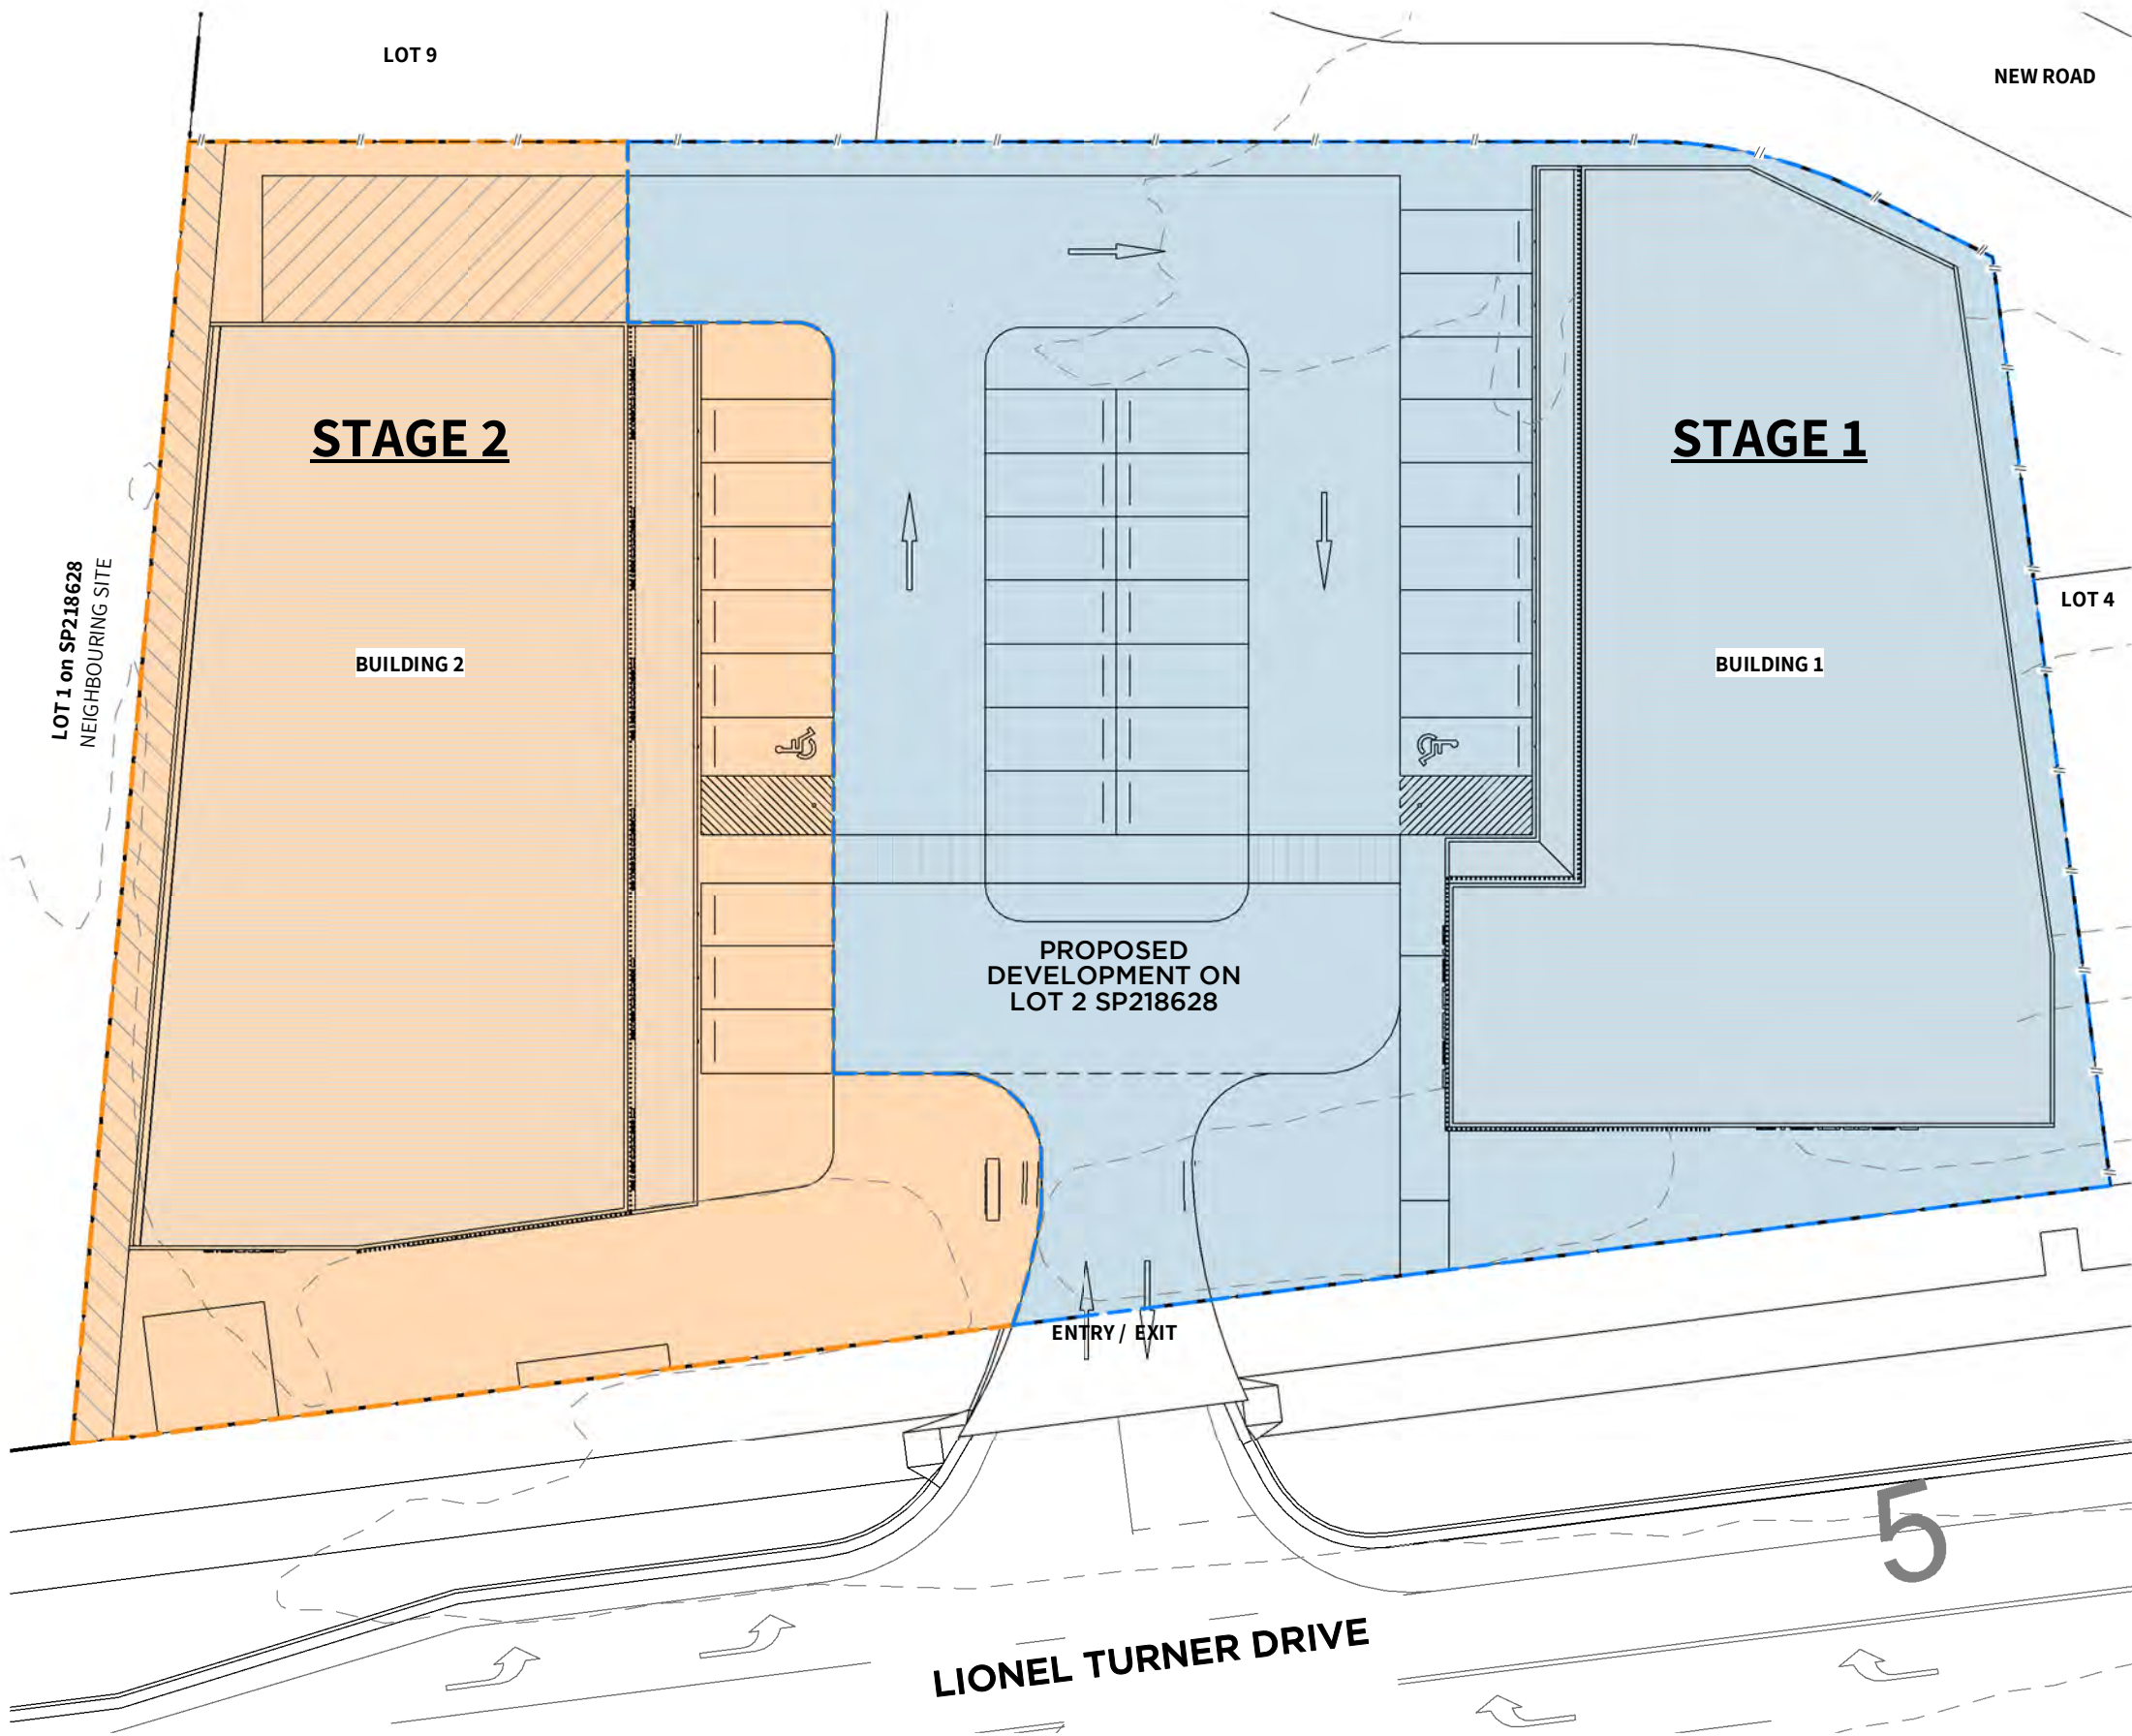 LOT 9
NEW ROAD
STAGE 2
STAGE 1
LOT 1 on SP218628
NEIGHBOURING SITE
LOT 4
BUILDING 2
BUILDING 1
PROPOSED
DEVELOPMENT ON
LOT 2 SP218628
ENTRY / EXIT
5
LIONEL TURNER DRIVE